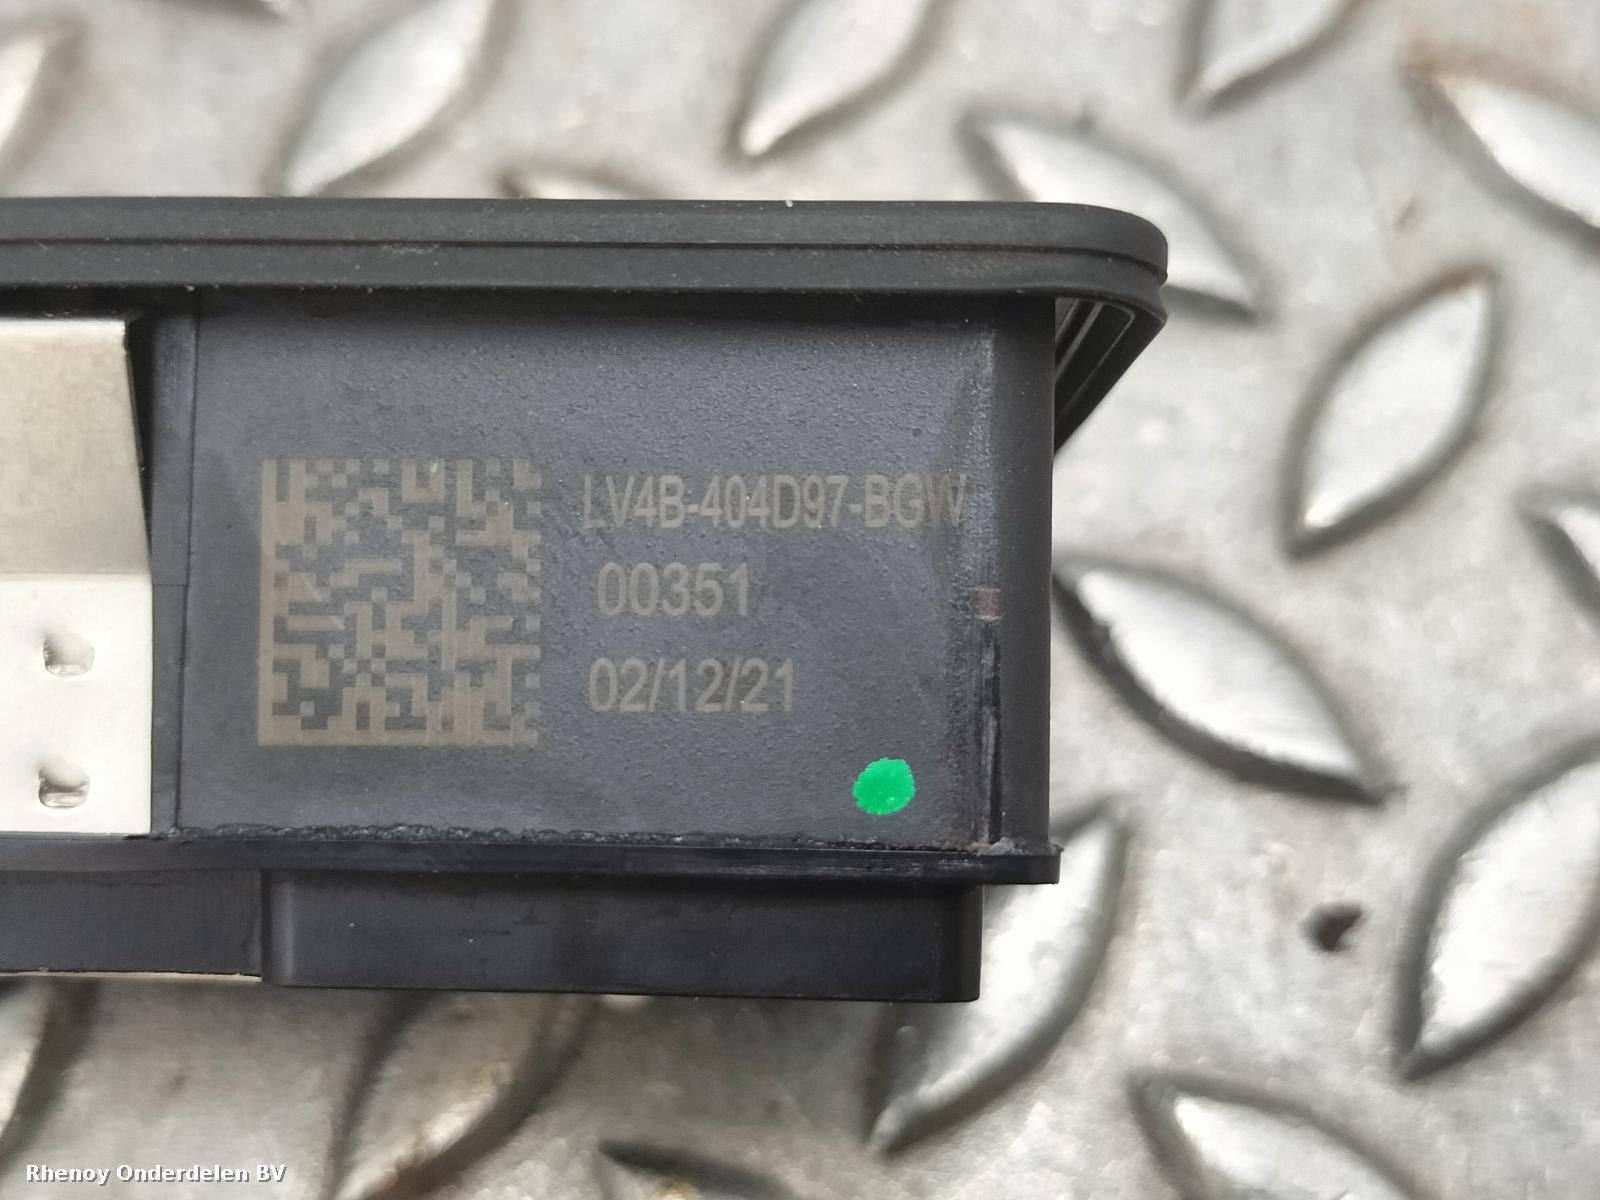 LV4B-404D97-BGW
00351
02/12/21
Rhenoy Onderdelen BV